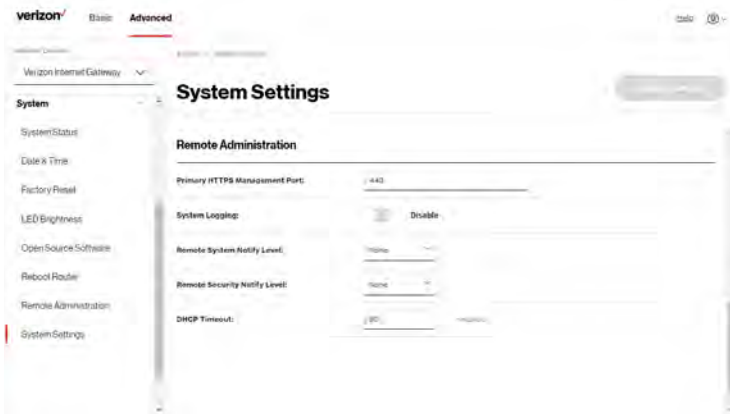 verizon✓ Basic Advanced Help
Verizon Internet Gateway
System
System Settings
System Status
Remote Administration
Date & Time
Primary HTTPS Management Port: 443
Factory Reset
System Logging: Disable
LED Brightness
Open Source Software
Remote System Notify Level: None
Reboot Router
Remote Security Notify Level: None
Remote Administration
DHCP Timeout:
System Settings